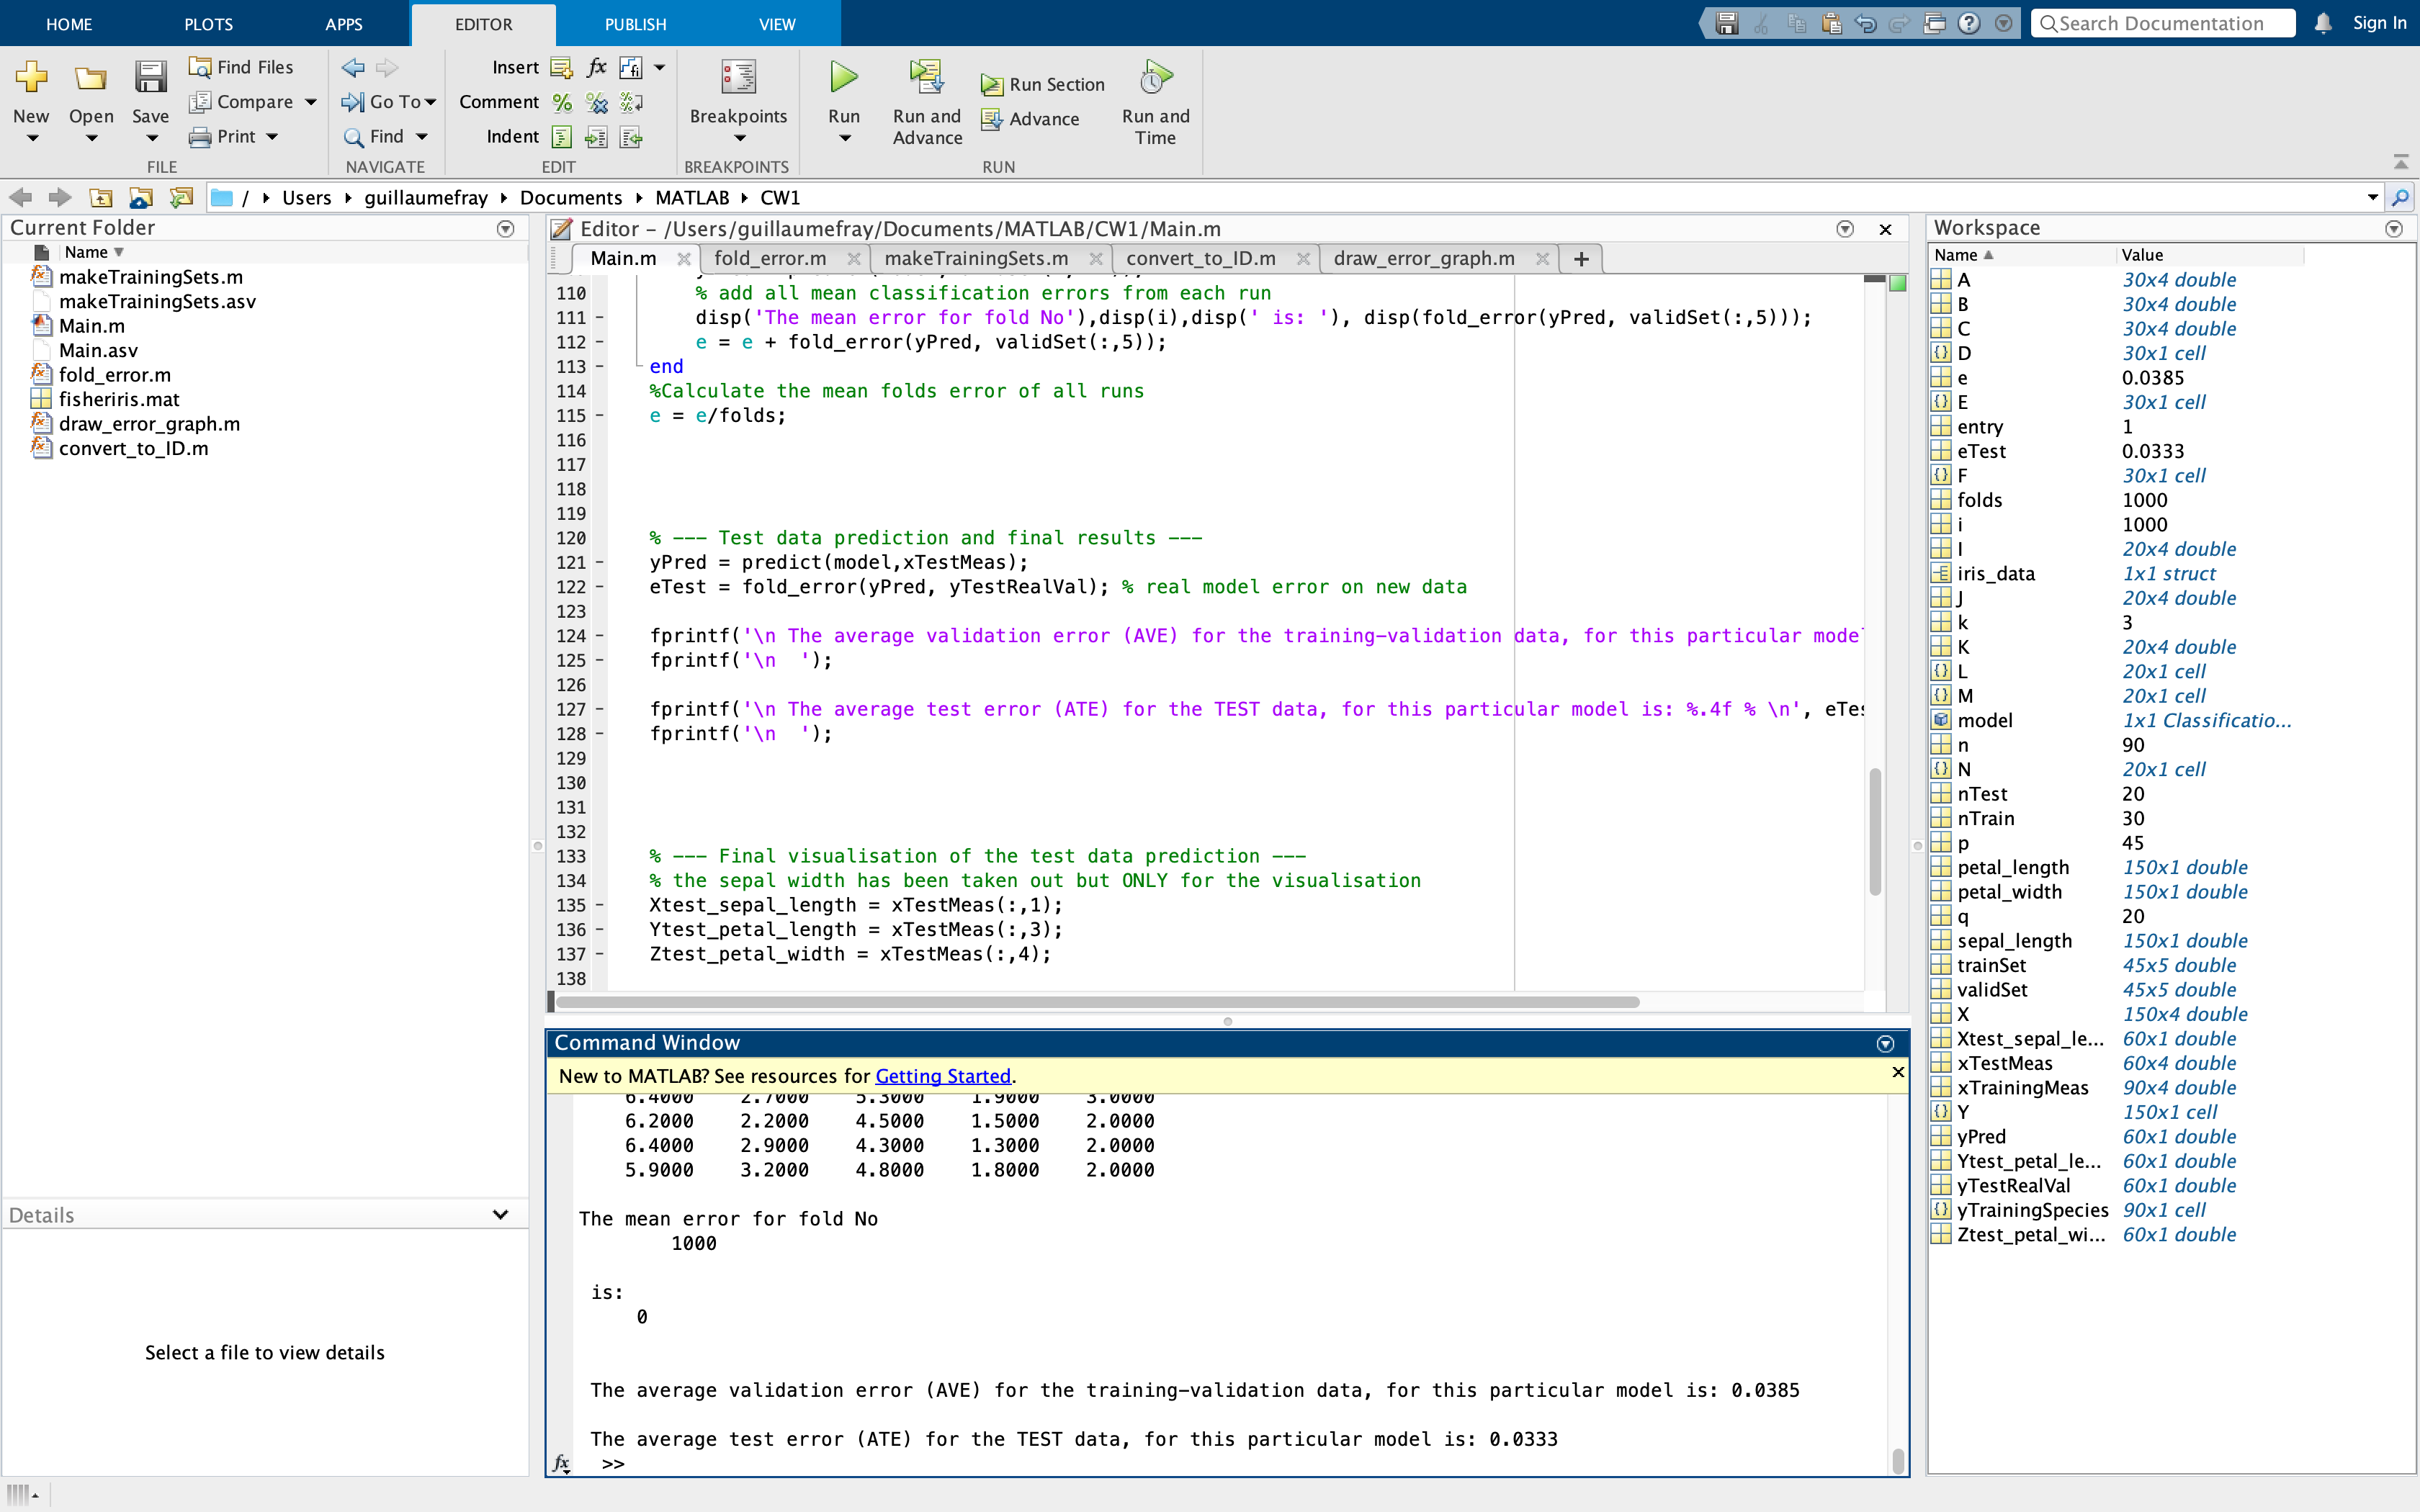 HOME PLOTS APPS EDITOR PUBLISH VIEW Search Documentation Sign In
New Open Save Find Files Compare Print
FILE
Go To Find
NAVIGATE
Insert fx
Comment
Indent
EDIT
Breakpoints
BREAKPOINTS
Run Run and Advance Run Section Advance Run and Time
RUN
/ Users guillaumefray Documents MATLAB CW1
Current Folder
Name
makeTrainingSets.m
makeTrainingSets.asv
Main.m
Main.asv
fold_error.m
fisheriris.mat
draw_error_graph.m
convert_to_ID.m
Details
Select a file to view details
Editor - /Users/guillaumefray/Documents/MATLAB/CW1/Main.m
Main.m fold_error.m makeTrainingSets.m convert_to_ID.m draw_error_graph.m +
110 % add all mean classification errors from each run
111 - disp('The mean error for fold No'),disp(i),disp(' is: '), disp(fold_error(yPred, validSet(:,5)));
112 - e = e + fold_error(yPred, validSet(:,5));
113 - end
114 %Calculate the mean folds error of all runs
115 - e = e/folds;
116
117
118
119
120 % --- Test data prediction and final results ---
121 - yPred = predict(model,xTestMeas);
122 - eTest = fold_error(yPred, yTestRealVal); % real model error on new data
123
124 - fprintf('\n The average validation error (AVE) for the training-validation data, for this particular mode
125 - fprintf('\n  ');
126
127 - fprintf('\n The average test error (ATE) for the TEST data, for this particular model is: %.4f % \n', eTes
128 - fprintf('\n  ');
129
130
131
132
133 % --- Final visualisation of the test data prediction ---
134 % the sepal width has been taken out but ONLY for the visualisation
135 - Xtest_sepal_length = xTestMeas(:,1);
136 - Ytest_petal_length = xTestMeas(:,3);
137 - Ztest_petal_width = xTestMeas(:,4);
138
Command Window
New to MATLAB? See resources for Getting Started.
6.4000 2.7000 5.3000 1.9000 3.0000
6.2000 2.2000 4.5000 1.5000 2.0000
6.4000 2.9000 4.3000 1.3000 2.0000
5.9000 3.2000 4.8000 1.8000 2.0000
The mean error for fold No
1000
is:
0
The average validation error (AVE) for the training-validation data, for this particular model is: 0.0385
The average test error (ATE) for the TEST data, for this particular model is: 0.0333
fx >>
Workspace
Name Value
A 30x4 double
B 30x4 double
C 30x4 double
D 30x1 cell
e 0.0385
E 30x1 cell
entry 1
eTest 0.0333
F 30x1 cell
folds 1000
i 1000
I 20x4 double
iris_data 1x1 struct
J 20x4 double
k 3
K 20x4 double
L 20x1 cell
M 20x1 cell
model 1x1 Classificatio...
n 90
N 20x1 cell
nTest 20
nTrain 30
p 45
petal_length 150x1 double
petal_width 150x1 double
q 20
sepal_length 150x1 double
trainSet 45x5 double
validSet 45x5 double
X 150x4 double
Xtest_sepal_le... 60x1 double
xTestMeas 60x4 double
xTrainingMeas 90x4 double
Y 150x1 cell
yPred 60x1 double
Ytest_petal_le... 60x1 double
yTestRealVal 60x1 double
yTrainingSpecies 90x1 cell
Ztest_petal_wi... 60x1 double